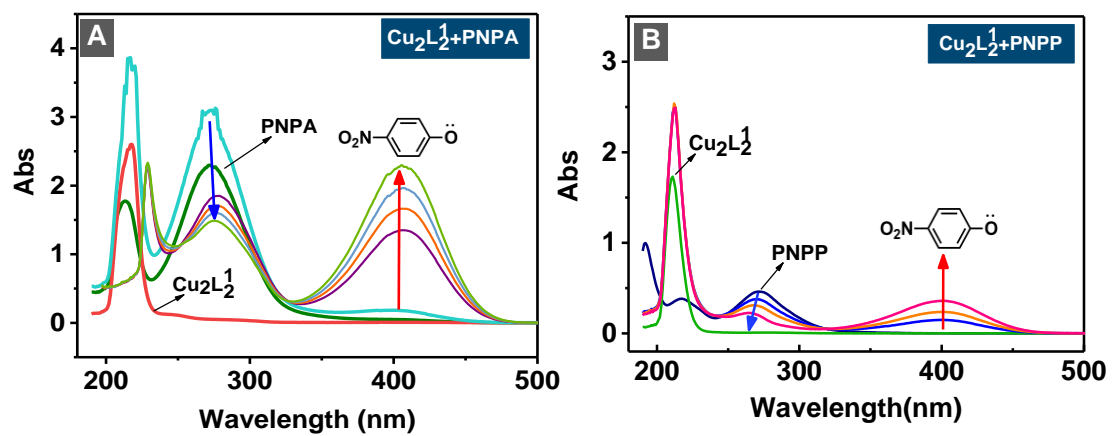 A
Cu₂L₂¹+PNPA
PNPA
O₂N
Ö
Cu₂L₂¹
4
3
2
1
0
Abs
200 300 400 500
Wavelength (nm)
B
Cu₂L₂¹+PNPP
Cu₂L₂¹
PNPP
O₂N
Ö
3
2
1
0
Abs
200 300 400 500
Wavelength(nm)